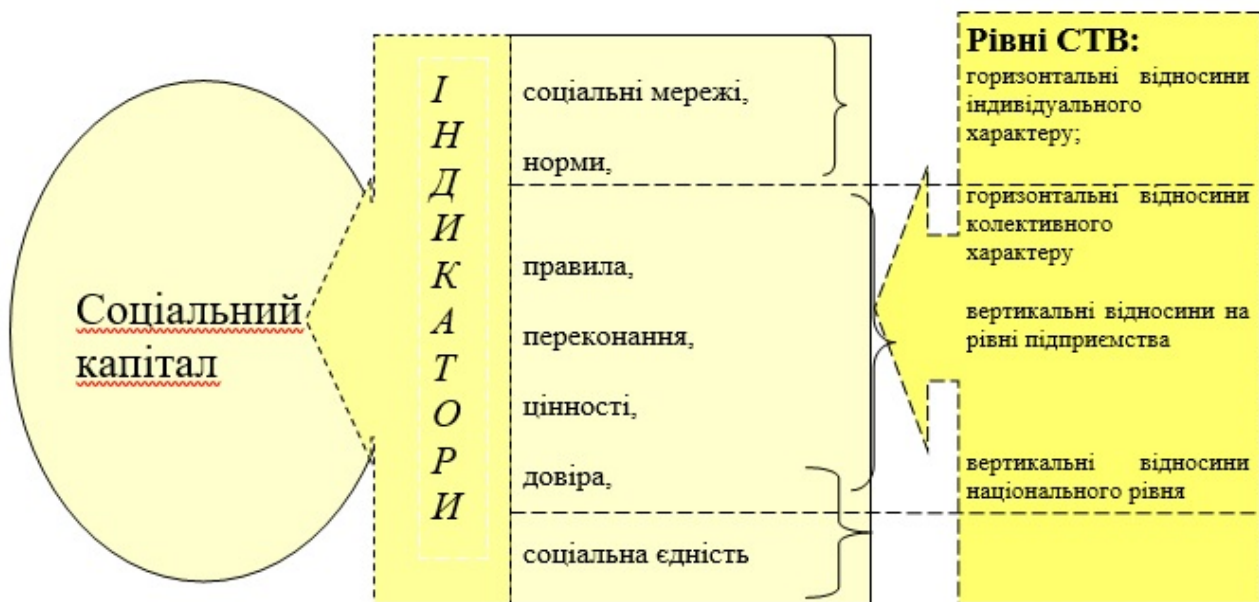 Соціальний
капітал
І
Н
Д
И
К
А
Т
О
Р
И
соціальні мережі,
норми,
правила,
переконання,
цінності,
довіра,
соціальна єдність
Рівні СТВ:
горизонтальні відносини
індивідуального
характеру;
горизонтальні відносини
колективного
характеру
вертикальні відносини на
рівні підприємства
вертикальні відносини
національного рівня